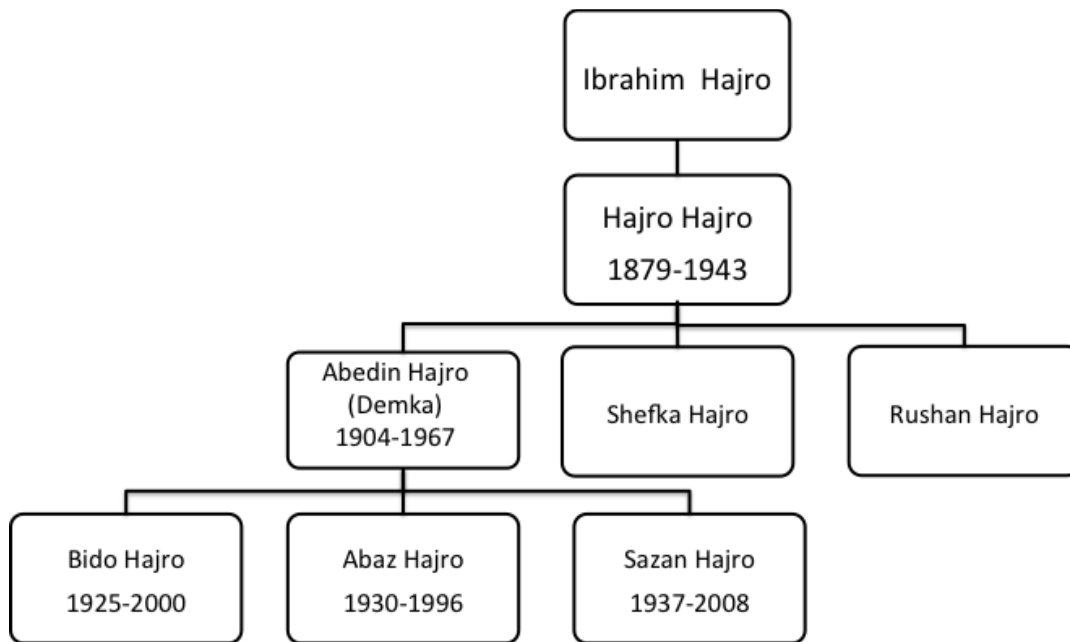 Ibrahim Hajro
Hajro Hajro
1879-1943
Abedin Hajro
(Demka)
1904-1967
Shefka Hajro
Rushan Hajro
Bido Hajro
1925-2000
Abaz Hajro
1930-1996
Sazan Hajro
1937-2008